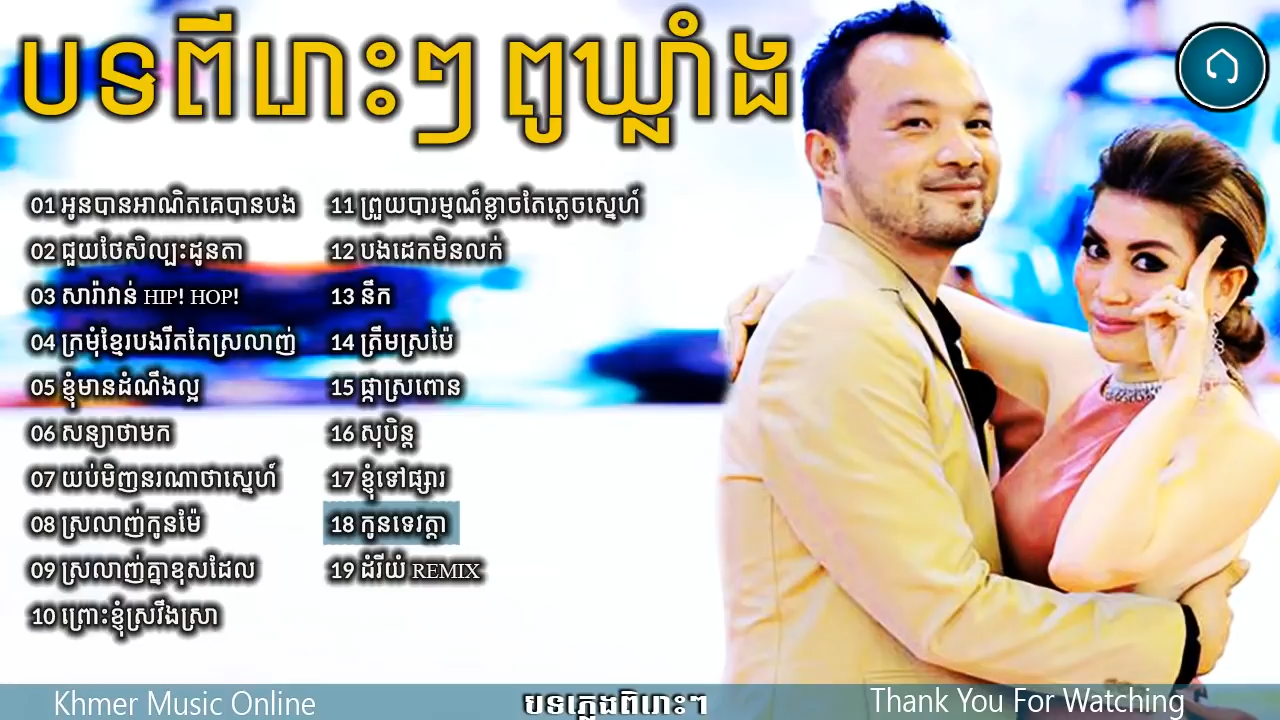 បទពីរោះៗ ពូឃ្លាំង
01 អូនបានអាណិតគេបានបង
02 ជួយថែសិល្បះដូនតា
03 សារ៉ាវាន់ HIP! HOP!
04 ក្រមុំខ្មែរបងរឹតតែស្រលាញ់
05 ខ្ញុំមានដំណឹងល្អ
06 សន្យាថាមក
07 យប់មិញនរណាថាស្នេហ៍
08 ស្រលាញ់កូនម៉ែ
09 ស្រលាញ់គ្នាខុសដែល
10 ព្រោះខ្ញុំស្រវឹងស្រា
11 ព្រួយបារម្មណ៍ខ្លាចតែភ្លេចស្នេហ៍
12 បងដេកមិនលក់
13 នឹក
14 ត្រឹមស្រម៉ៃ
15 ផ្កាស្រពោន
16 សុបិន្ត
17 ខ្ញុំទៅផ្សារ
18 កូនទេវត្តា
19 ដំរីយំ REMIX
Khmer Music Online
បទភ្លេងពិរោះៗ
Thank You For Watching